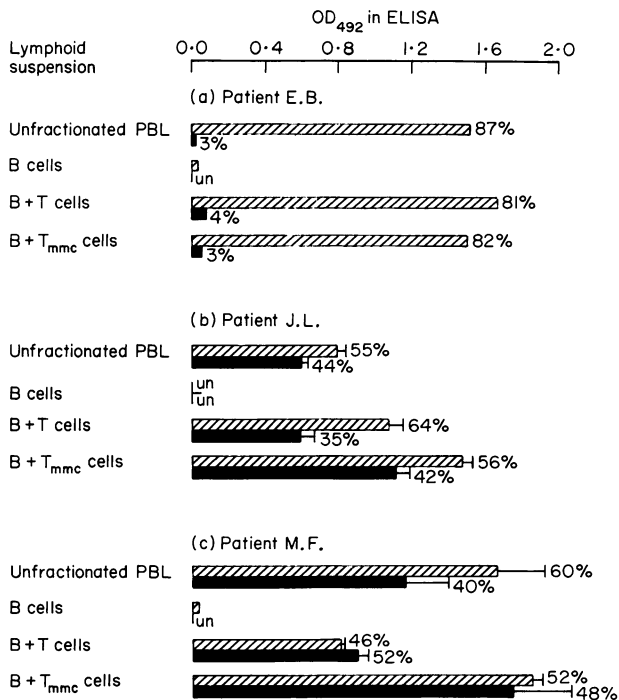 OD492 in ELISA
Lymphoid suspension
0.0 0.4 0.8 1.2 1.6 2.0
(a) Patient E.B.
Unfractionated PBL 87%
3%
B cells
un
B+T cells 81%
4%
B+Tmmc cells 82%
3%
(b) Patient J.L.
Unfractionated PBL 55%
44%
B cells un
un
B+T cells 64%
35%
B+Tmmc cells 56%
42%
(c) Patient M.F.
Unfractionated PBL 60%
40%
B cells
un
B+T cells 46%
52%
B+Tmmc cells 52%
48%